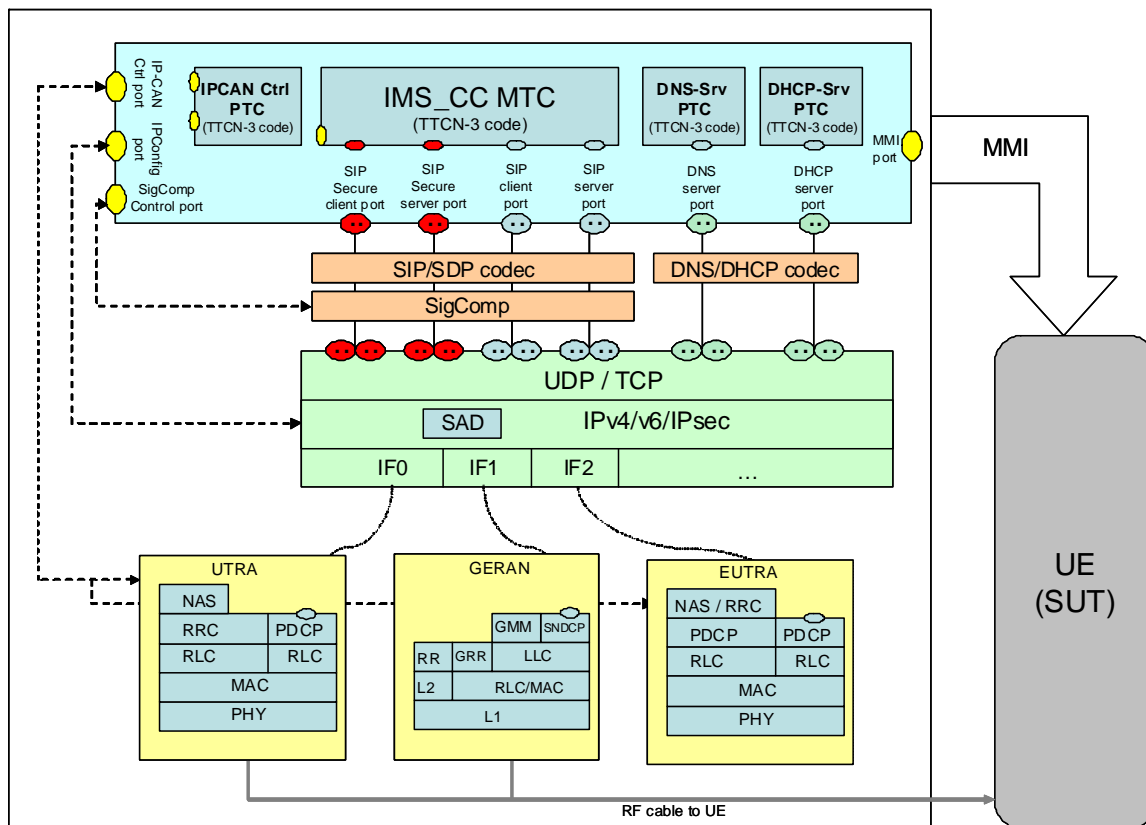 IP-CAN
Ctrl port
IPConfig
port
SigComp
Control port
IPCAN Ctrl
PTC
(TTCN-3 code)
IMS_CC MTC
(TTCN-3 code)
DNS-Srv
PTC
(TTCN-3 code)
DHCP-Srv
PTC
(TTCN-3 code)
MMI
port
SIP
Secure
client port
SIP
Secure
server port
SIP
client
port
SIP
server
port
DNS
server
port
DHCP
server
port
MMI
SIP/SDP codec
DNS/DHCP codec
SigComp
UDP / TCP
SAD
IPv4/v6/IPsec
IF0
IF1
IF2
...
UTRA
NAS
RRC
PDCP
RLC
RLC
MAC
PHY
GERAN
GMM
SNDCP
RR
GRR
LLC
L2
RLC/MAC
L1
EUTRA
NAS / RRC
PDCP
PDCP
RLC
RLC
MAC
PHY
UE
(SUT)
RF cable to UE